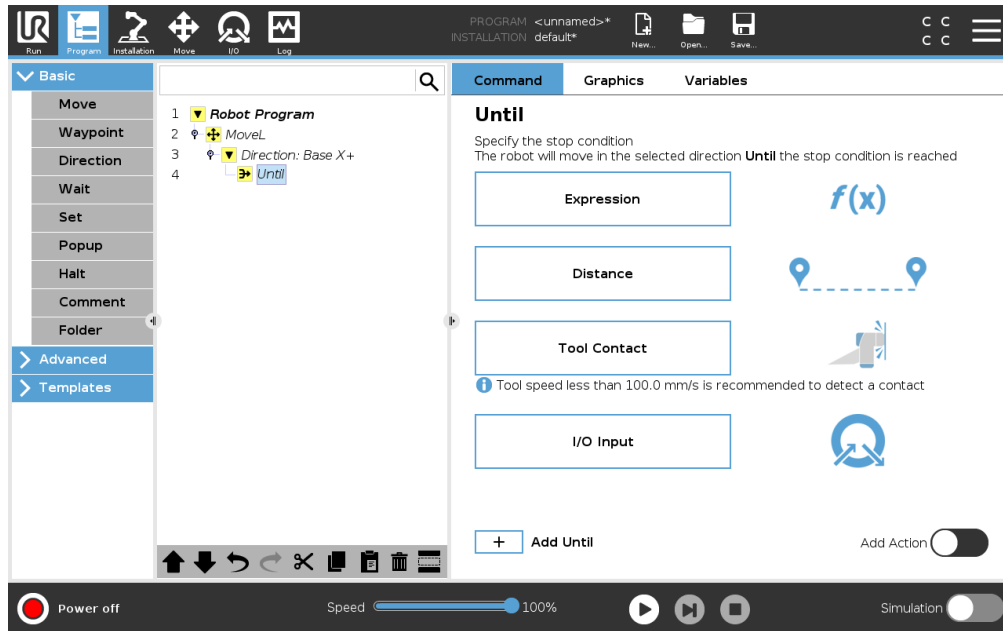 PROGRAM <unnamed>*
INSTALLATION default*
C C
C C
Run
Program
Installation
Move
I/O
Log
New...
Open...
Save...
Basic
Move
Waypoint
Direction
Wait
Set
Popup
Halt
Comment
Folder
Advanced
Templates
1 Robot Program
2 MoveL
3 Direction: Base X+
4 Until
Command Graphics Variables
Until
Specify the stop condition
The robot will move in the selected direction Until the stop condition is reached
Expression
f(x)
Distance
Tool Contact
Tool speed less than 100.0 mm/s is recommended to detect a contact
I/O Input
+ Add Until
Add Action
Power off
Speed 100%
Simulation